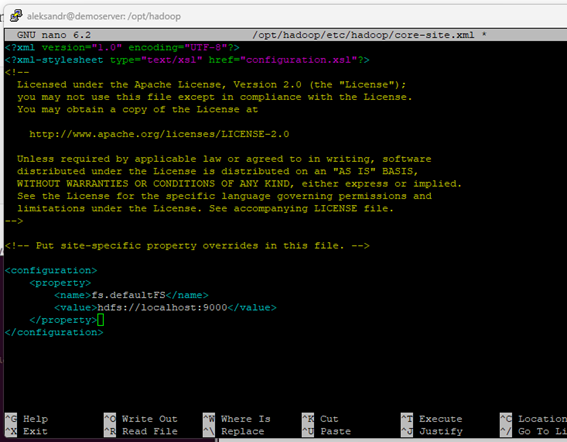 aleksandr@demoserver: /opt/hadoop
GNU nano 6.2 /opt/hadoop/etc/hadoop/core-site.xml *
<?xml version="1.0" encoding="UTF-8"?>
<?xml-stylesheet type="text/xsl" href="configuration.xsl"?>
<!--
  Licensed under the Apache License, Version 2.0 (the "License");
  you may not use this file except in compliance with the License.
  You may obtain a copy of the License at

    http://www.apache.org/licenses/LICENSE-2.0

  Unless required by applicable law or agreed to in writing, software
  distributed under the License is distributed on an "AS IS" BASIS,
  WITHOUT WARRANTIES OR CONDITIONS OF ANY KIND, either express or implied.
  See the License for the specific language governing permissions and
  limitations under the License. See accompanying LICENSE file.
-->

<!-- Put site-specific property overrides in this file. -->

<configuration>
    <property>
        <name>fs.defaultFS</name>
        <value>hdfs://localhost:9000</value>
    </property>
</configuration>
^G Help ^O Write Out ^W Where Is ^K Cut ^T Execute ^C Location
^X Exit ^R Read File ^\ Replace ^U Paste ^J Justify ^/ Go To Li